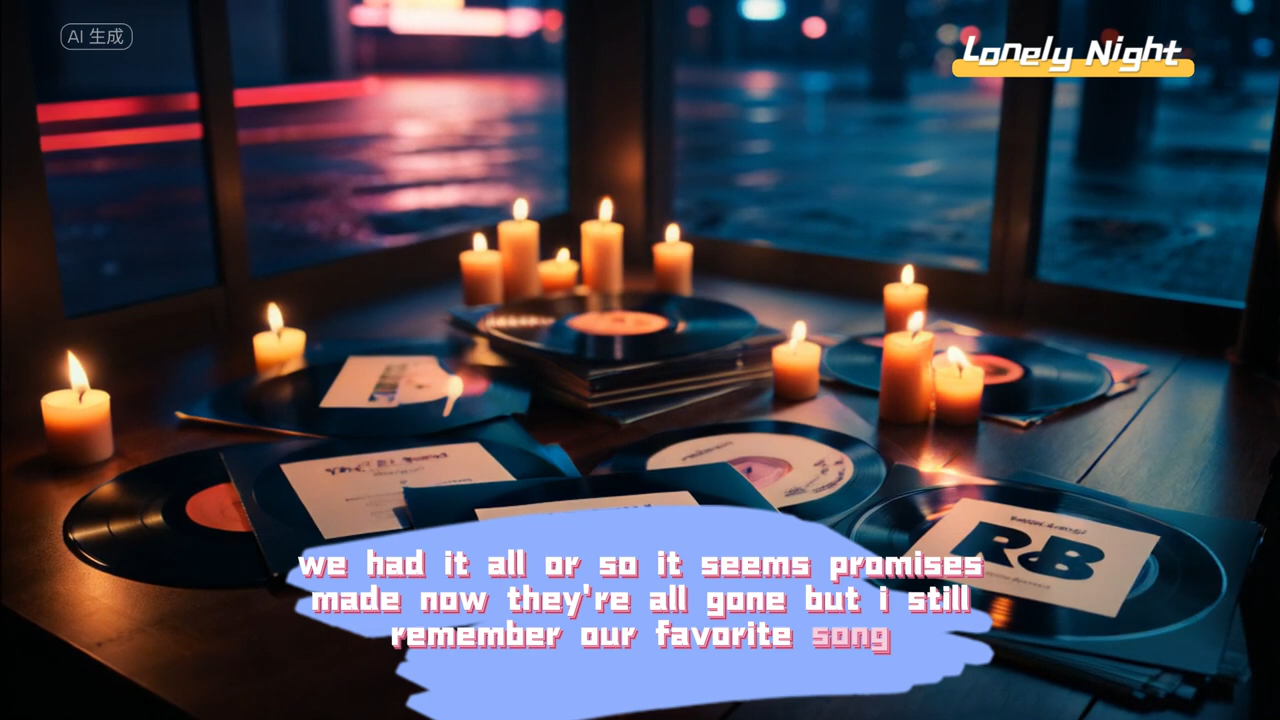 AI 生成
Lonely Night
RB
we had it all or so it seems promises
made now they're all gone but i still
remember our favorite song